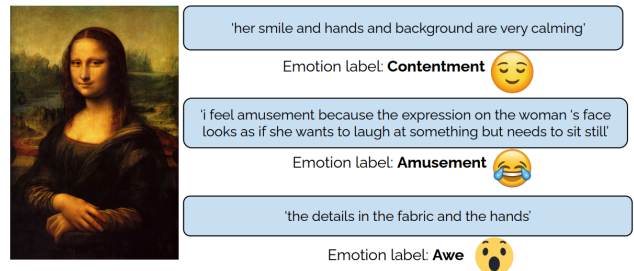 'her smile and hands and background are very calming'
Emotion label: Contentment
'i feel amusement because the expression on the woman 's face
looks as if she wants to laugh at something but needs to sit still'
Emotion label: Amusement
'the details in the fabric and the hands'
Emotion label: Awe